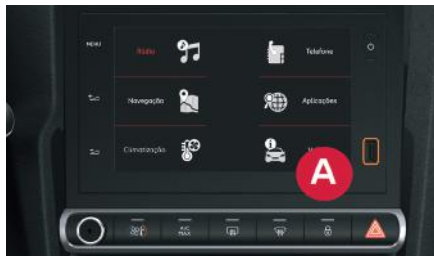 MENU
Rádio
Telefone
Navegação
Aplicações
Climatização
A
A/C
MAX